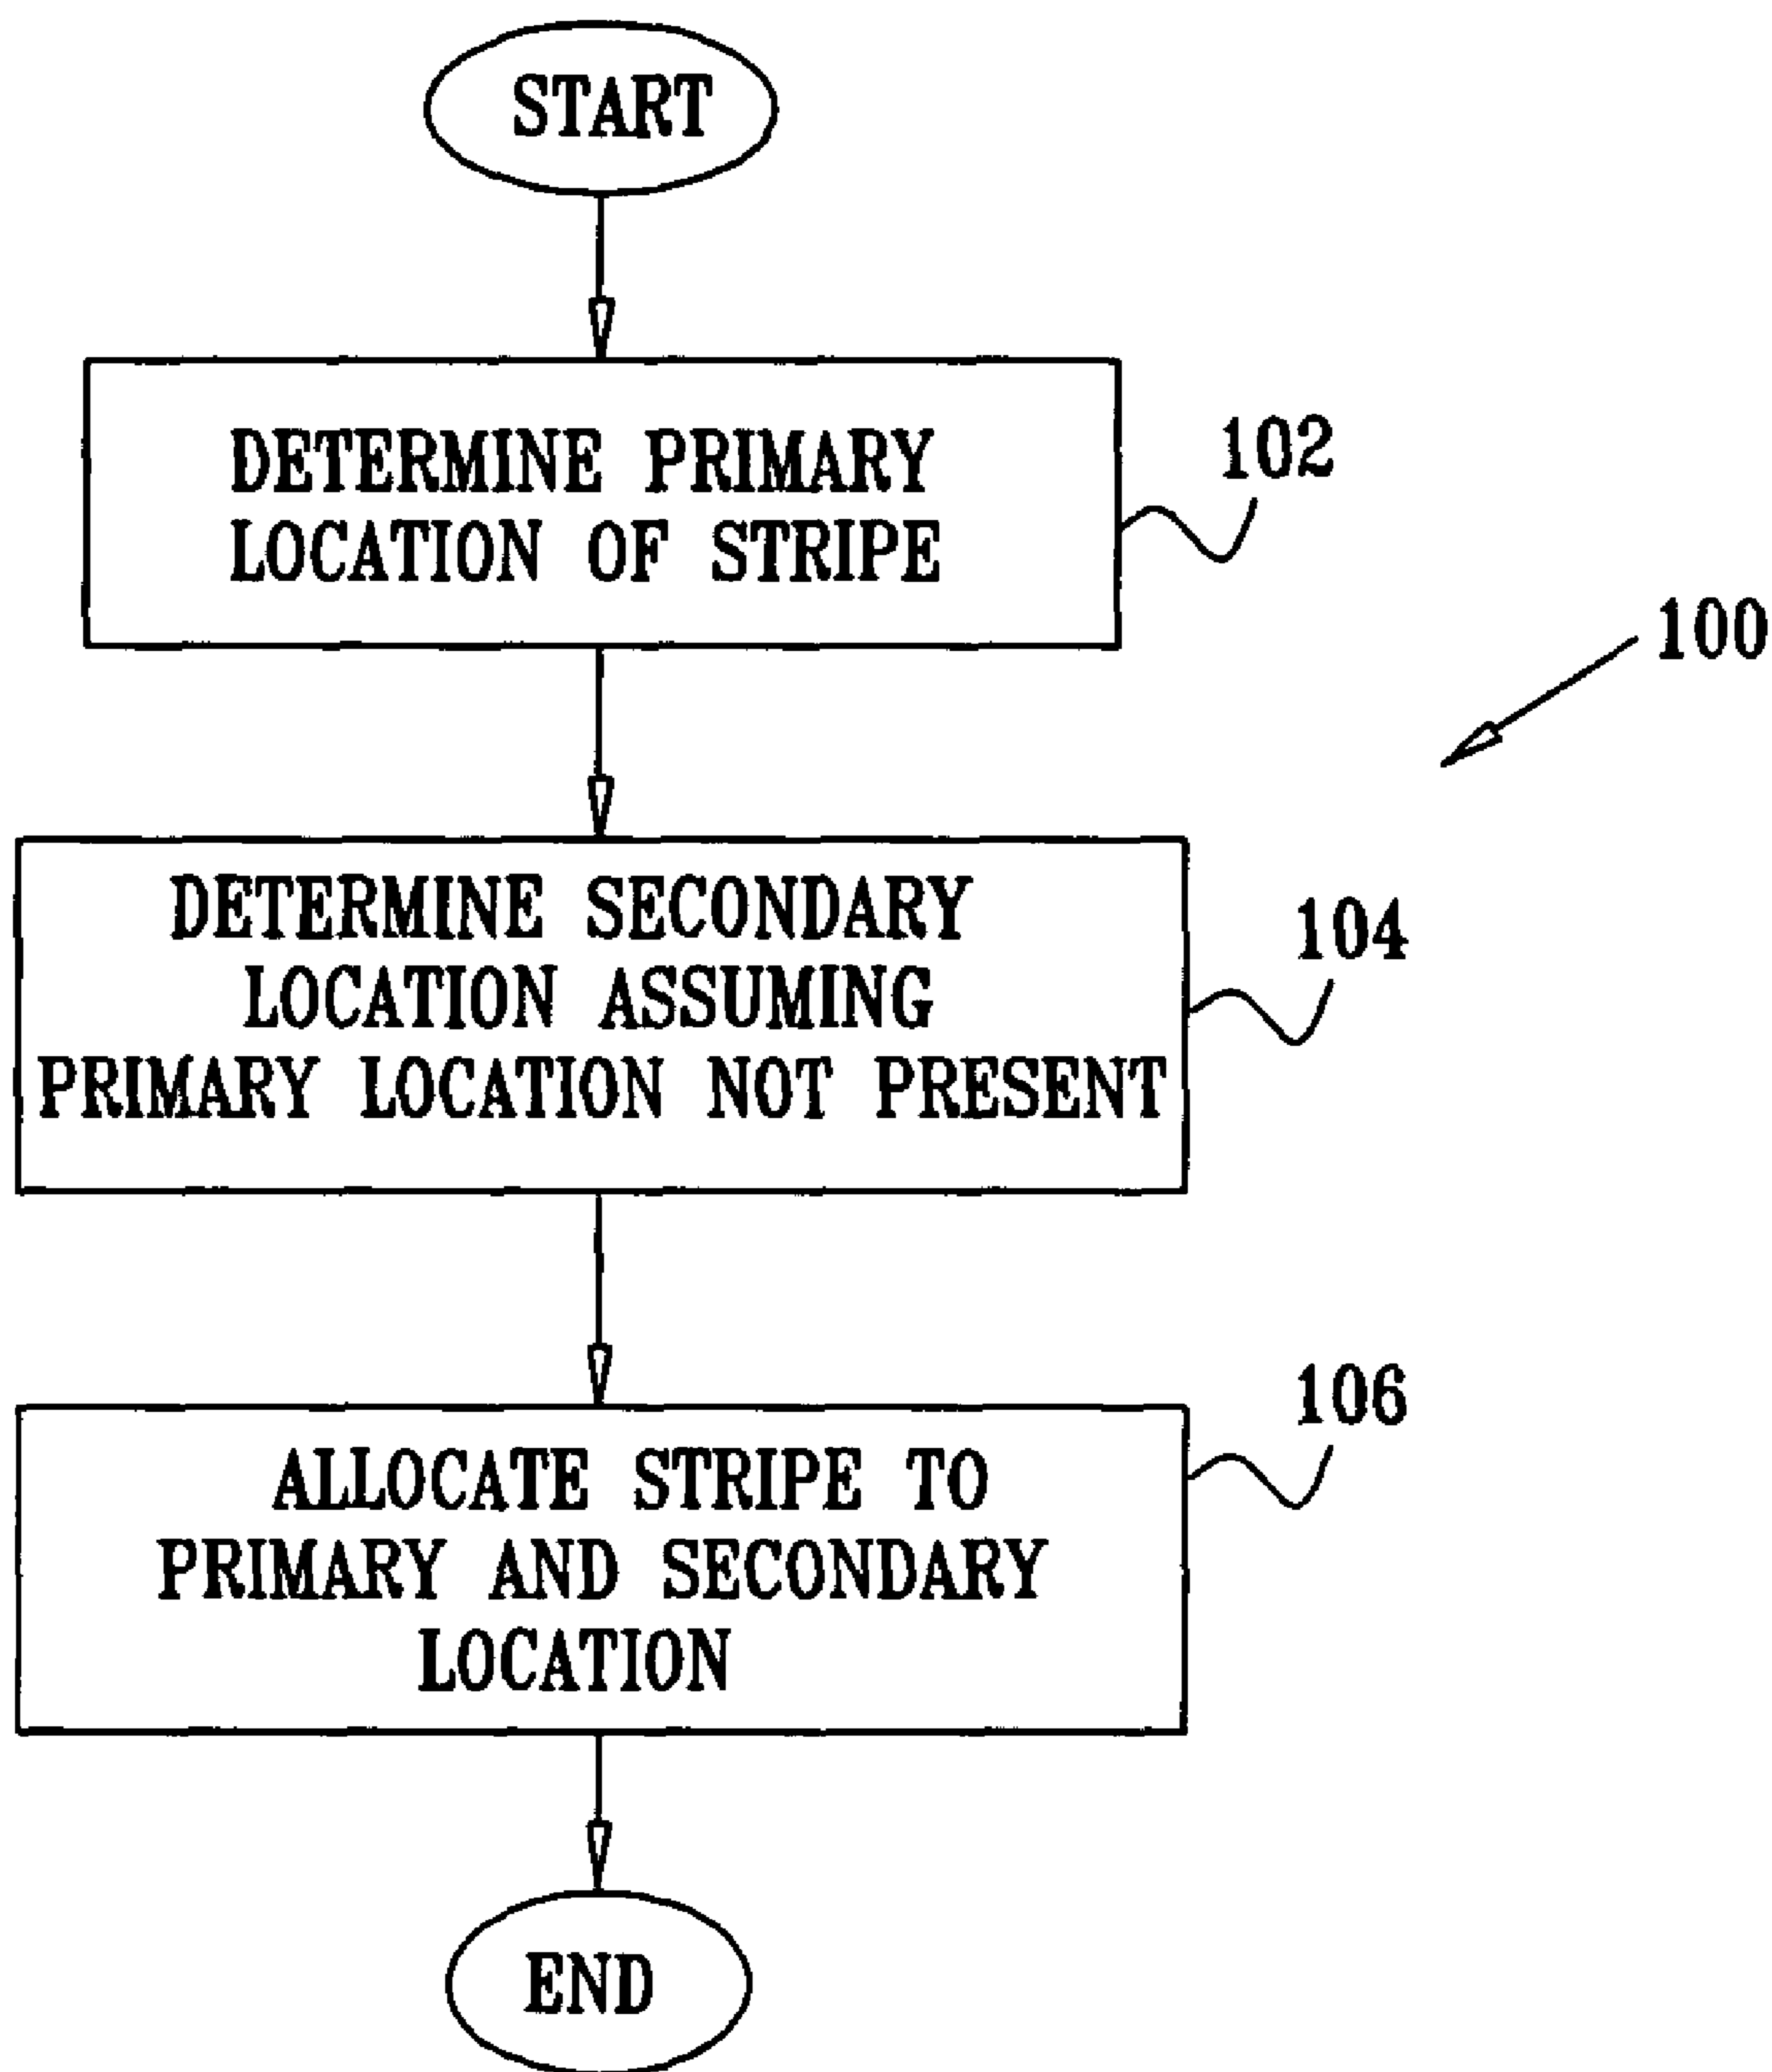 START
DETERMINE PRIMARY
LOCATION OF STRIPE
102
100
DETERMINE SECONDARY
LOCATION ASSUMING
PRIMARY LOCATION NOT PRESENT
104
ALLOCATE STRIPE TO
PRIMARY AND SECONDARY
LOCATION
106
END